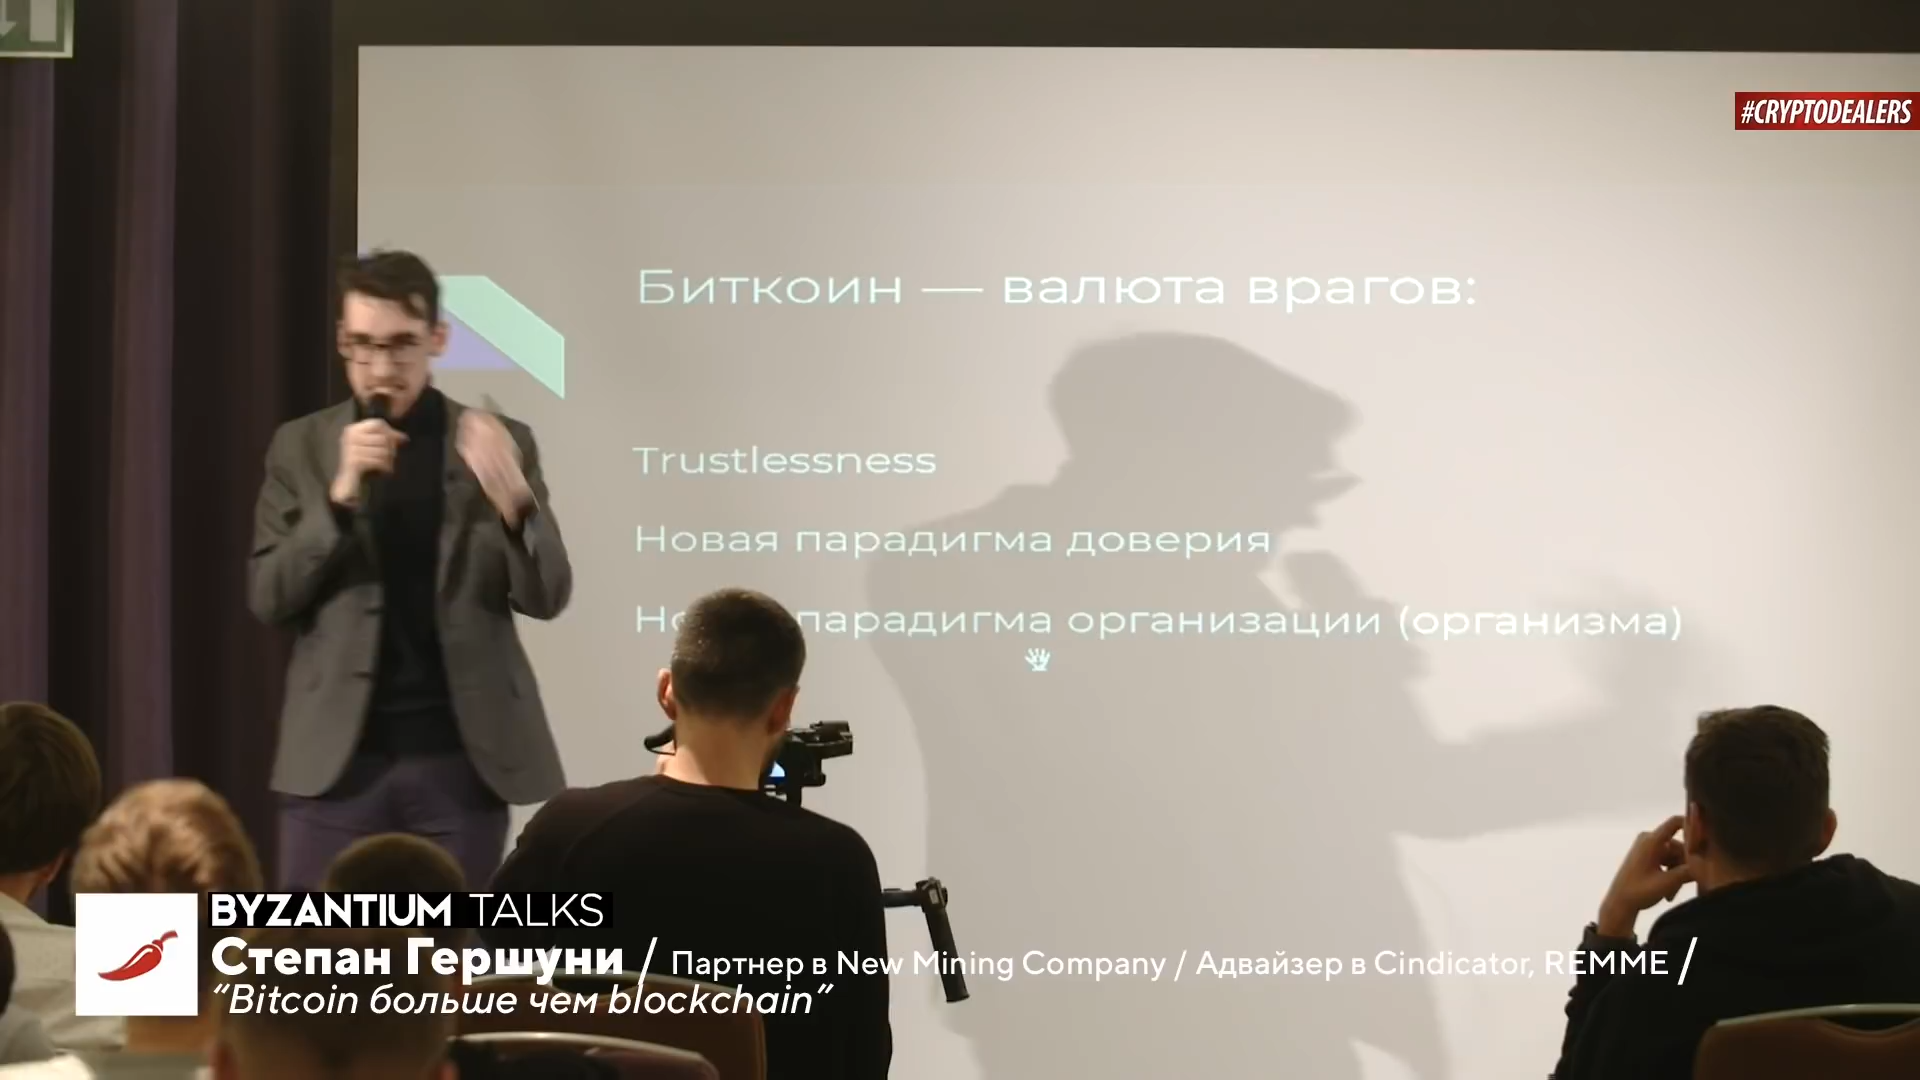 #CRYPTODEALERS
Биткоин — валюта врагов:
Trustlessness
Новая парадигма доверия
парадигма организации (организма)
BYZANTIUM TALKS
Степан Гершуни / Партнер в New Mining Company / Адвайзер в Cindicator, REMME /
“Bitcoin больше чем blockchain”